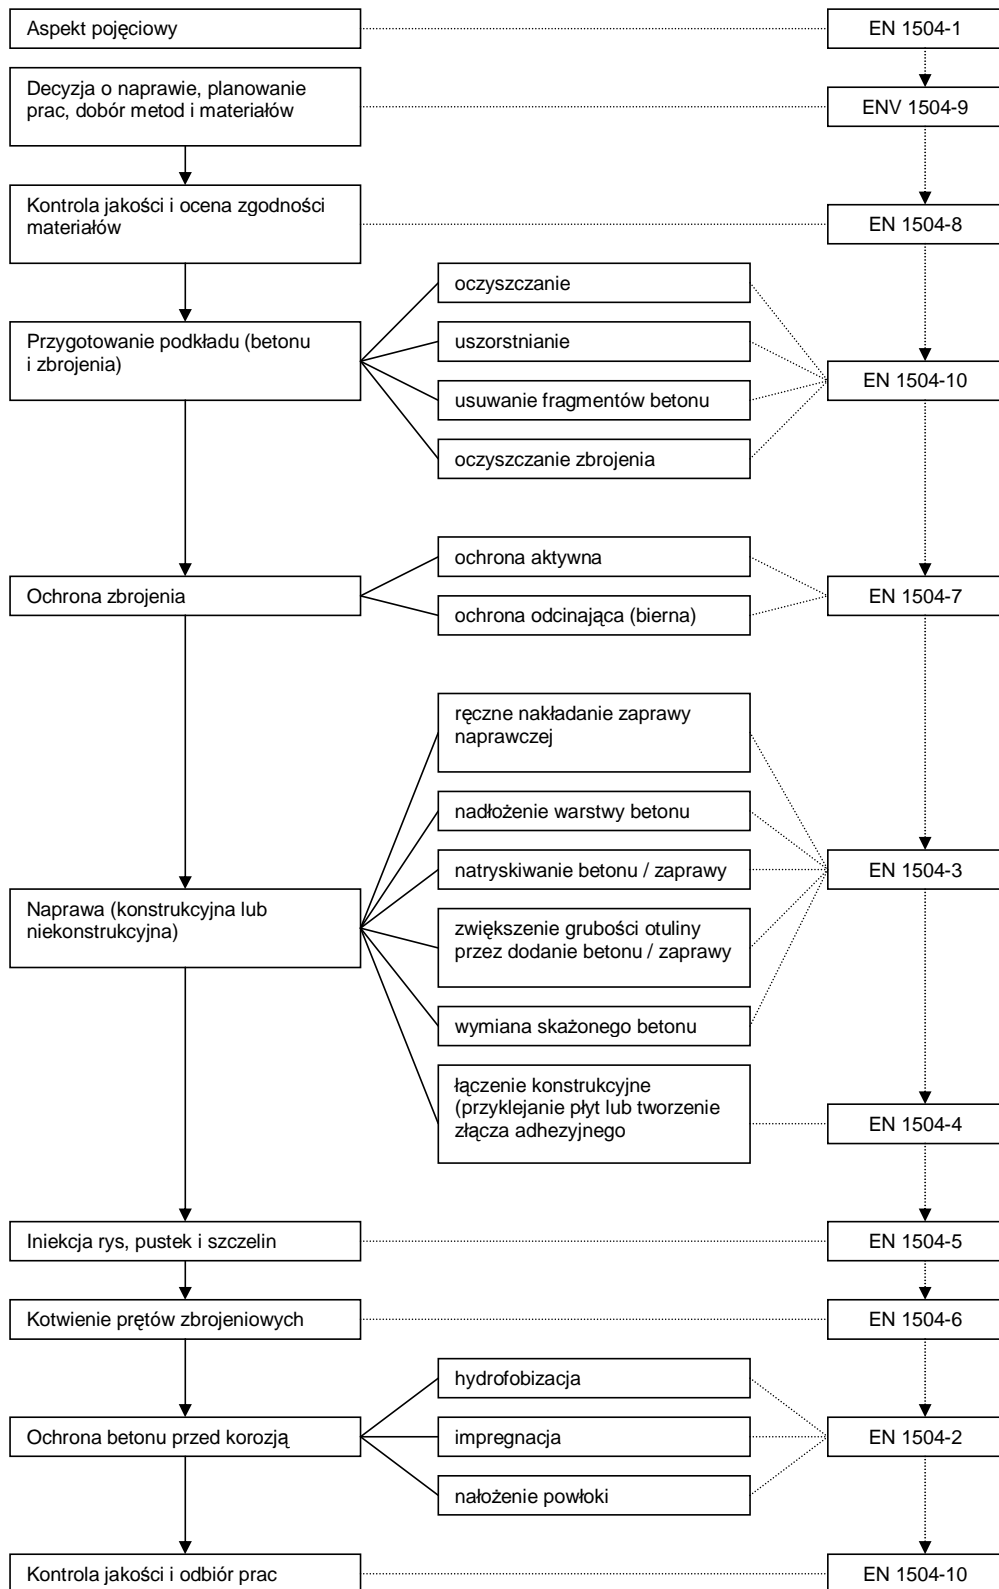 Aspekt pojęciowy
EN 1504-1
Decyzja o naprawie, planowanie
prac, dobór metod i materiałów
ENV 1504-9
Kontrola jakości i ocena zgodności
materiałów
EN 1504-8
Przygotowanie podkładu (betonu
i zbrojenia)
oczyszczanie
uszorstnianie
usuwanie fragmentów betonu
oczyszczanie zbrojenia
EN 1504-10
Ochrona zbrojenia
ochrona aktywna
ochrona odcinająca (bierna)
EN 1504-7
Naprawa (konstrukcyjna lub
niekonstrukcyjna)
ręczne nakładanie zaprawy
naprawczej
nadłożenie warstwy betonu
natryskiwanie betonu / zaprawy
zwiększenie grubości otuliny
przez dodanie betonu / zaprawy
wymiana skażonego betonu
EN 1504-3
łączenie konstrukcyjne
(przyklejanie płyt lub tworzenie
złącza adhezyjnego
EN 1504-4
Iniekcja rys, pustek i szczelin
EN 1504-5
Kotwienie prętów zbrojeniowych
EN 1504-6
Ochrona betonu przed korozją
hydrofobizacja
impregnacja
nałożenie powłoki
EN 1504-2
Kontrola jakości i odbiór prac
EN 1504-10